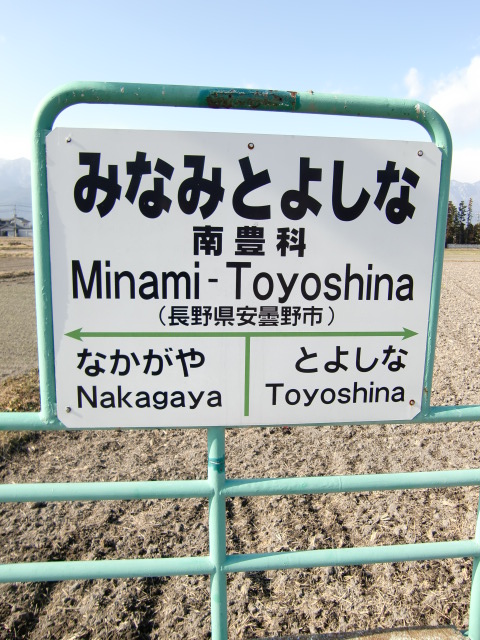 みなみとよしな
南豊科
Minami-Toyoshina
(長野県安曇野市)
なかがや とよしな
Nakagaya Toyoshina